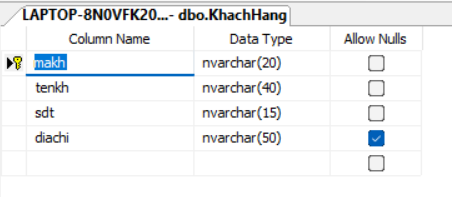 LAPTOP-8N0VFK20...- dbo.KhachHang
Column Name Data Type Allow Nulls
makh nvarchar(20)
tenkh nvarchar(40)
sdt nvarchar(15)
diachi nvarchar(50)